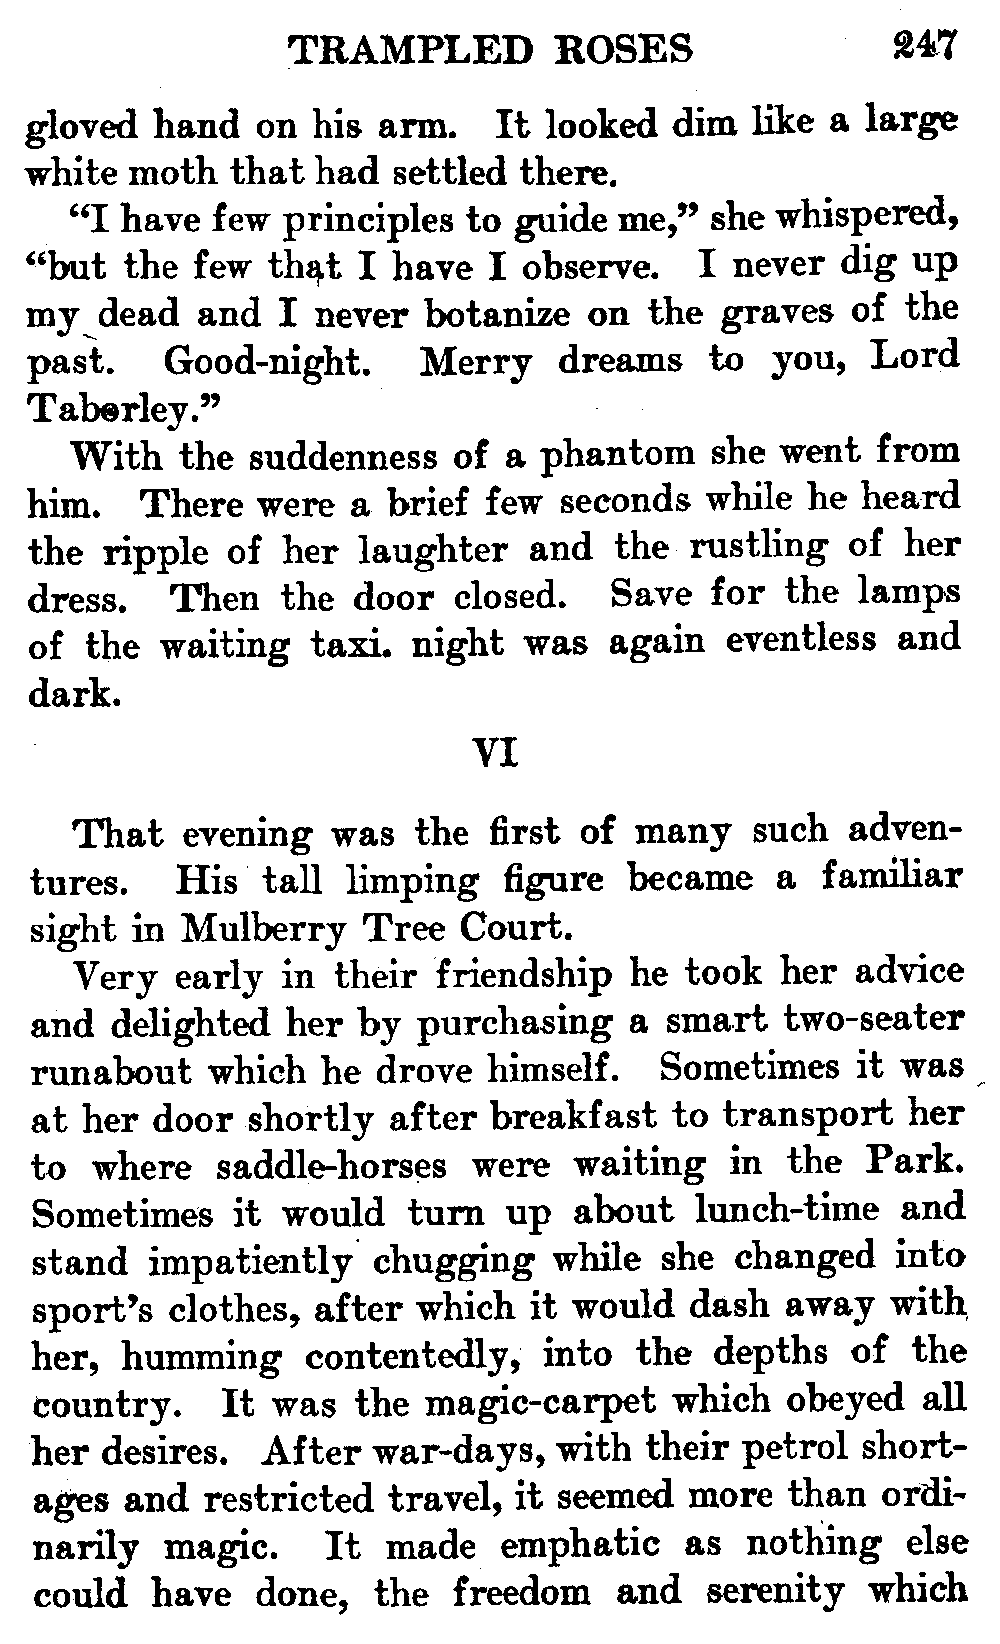 TRAMPLED ROSES 247
gloved hand on his arm. It looked dim like a large
white moth that had settled there.
"I have few principles to guide me," she whispered,
"but the few that I have I observe. I never dig up
my dead and I never botanize on the graves of the
past. Good-night. Merry dreams to you, Lord
Taberley."
With the suddenness of a phantom she went from
him. There were a brief few seconds while he heard
the ripple of her laughter and the rustling of her
dress. Then the door closed. Save for the lamps
of the waiting taxi. night was again eventless and
dark.
VI
That evening was the first of many such adven-
tures. His tall limping figure became a familiar
sight in Mulberry Tree Court.
Very early in their friendship he took her advice
and delighted her by purchasing a smart two-seater
runabout which he drove himself. Sometimes it was
at her door shortly after breakfast to transport her
to where saddle-horses were waiting in the Park.
Sometimes it would turn up about lunch-time and
stand impatiently chugging while she changed into
sport's clothes, after which it would dash away with
her, humming contentedly, into the depths of the
country. It was the magic-carpet which obeyed all
her desires. After war-days, with their petrol short-
ages and restricted travel, it seemed more than ordi-
narily magic. It made emphatic as nothing else
could have done, the freedom and serenity which